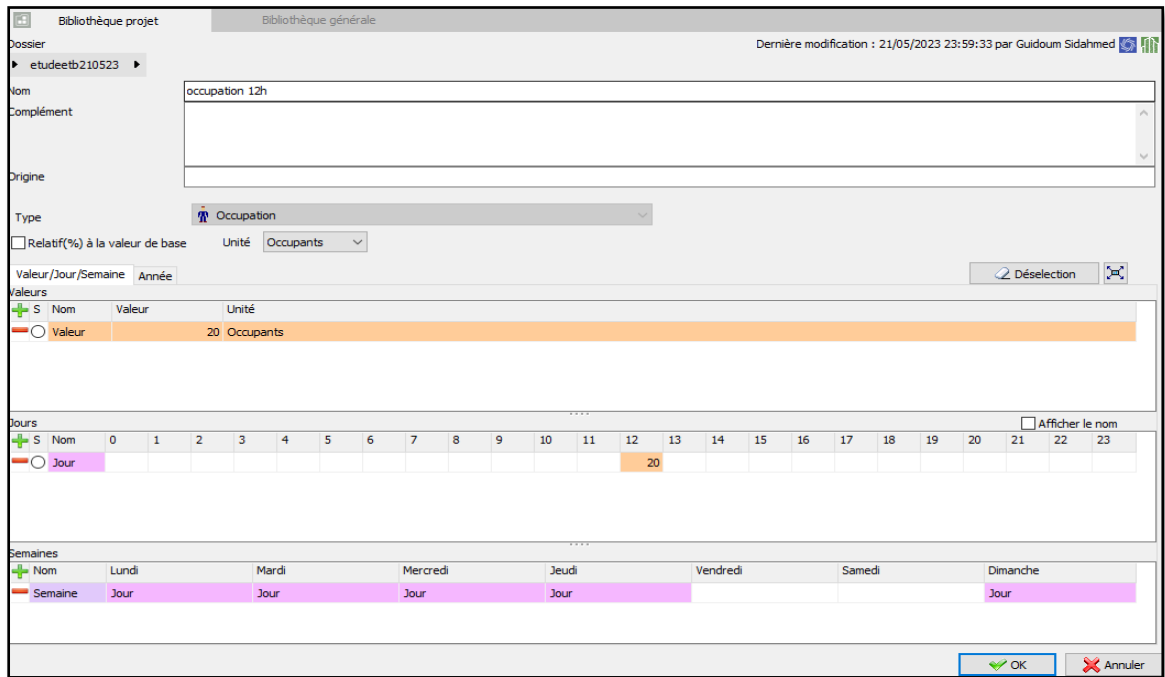 Bibliothèque projet Bibliothèque générale
Dossier Dernière modification : 21/05/2023 23:59:33 par Guidoum Sidahmed
etudeetb210523
Nom occupation 12h
Complément
Origine
Type Occupation
Relatif(%) à la valeur de base Unité Occupants
Valeur/Jour/Semaine Année Déselection
Valeurs
S Nom Valeur Unité
Valeur 20 Occupants
Jours Afficher le nom
S Nom 0 1 2 3 4 5 6 7 8 9 10 11 12 13 14 15 16 17 18 19 20 21 22 23
Jour 20
Semaines
Nom Lundi Mardi Mercredi Jeudi Vendredi Samedi Dimanche
Semaine Jour Jour Jour Jour Jour
OK Annuler